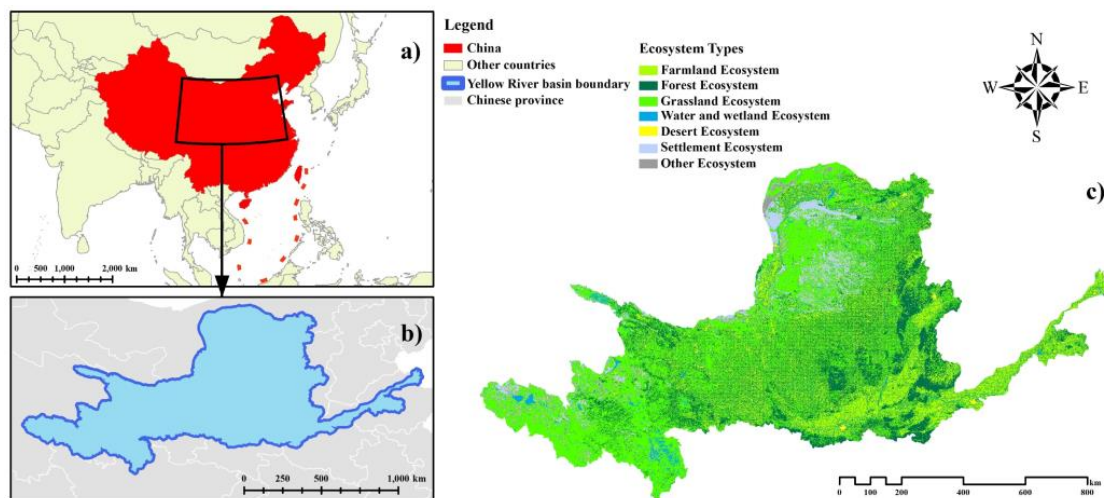 a)
0 500 1,000 2,000 km
b)
0 250 500 1,000 km
Legend
China
Other countries
Yellow River basin boundary
Chinese province
Ecosystem Types
Farmland Ecosystem
Forest Ecosystem
Grassland Ecosystem
Water and wetland Ecosystem
Desert Ecosystem
Settlement Ecosystem
Other Ecosystem
N
W E
S
c)
km
0 100 200 400 600 800